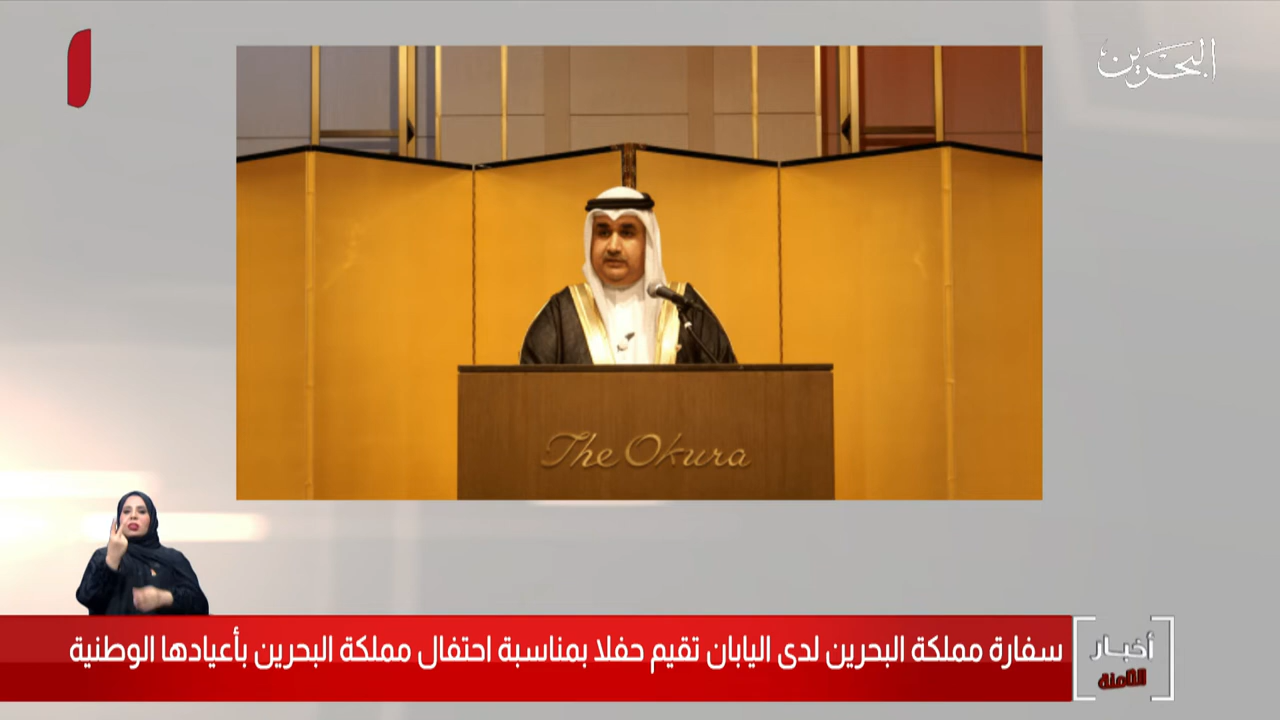 البحرين
The Okura
سفارة مملكة البحرين لدى اليابان تقيم حفلا بمناسبة احتفال مملكة البحرين بأعيادها الوطنية
أخبار
الثامنة